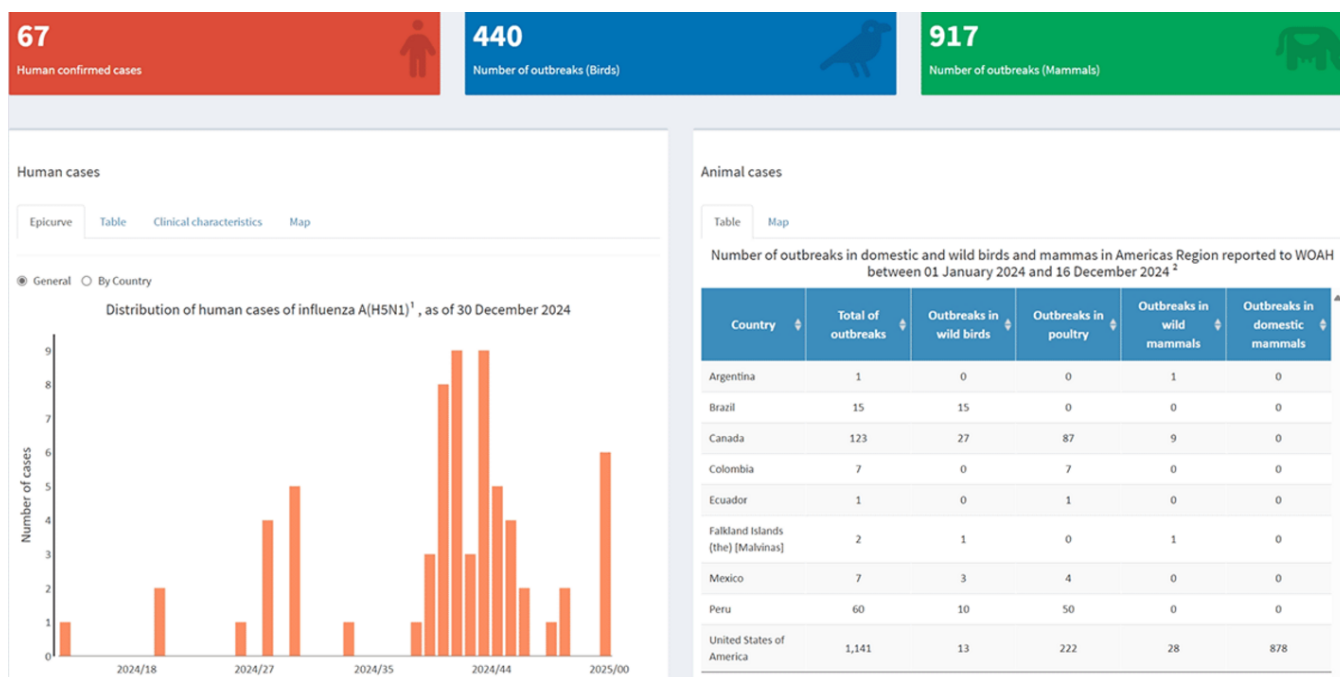 67
Human confirmed cases
440
Number of outbreaks (Birds)
917
Number of outbreaks (Mammals)
Human cases
Epicurve Table Clinical characteristics Map
General By Country
Distribution of human cases of influenza A(H5N1)¹ , as of 30 December 2024
Number of cases
9
8
7
6
5
4
3
2
1
0
2024/18 2024/27 2024/35 2024/44 2025/00
Animal cases
Table Map
Number of outbreaks in domestic and wild birds and mammas in Americas Region reported to WOAH
between 01 January 2024 and 16 December 2024 ²
Country Total of outbreaks Outbreaks in wild birds Outbreaks in poultry Outbreaks in wild mammals Outbreaks in domestic mammals
Argentina 1 0 0 1 0
Brazil 15 15 0 0 0
Canada 123 27 87 9 0
Colombia 7 0 7 0 0
Ecuador 1 0 1 0 0
Falkland Islands
(the) [Malvinas] 2 1 0 1 0
Mexico 7 3 4 0 0
Peru 60 10 50 0 0
United States of
America 1,141 13 222 28 878